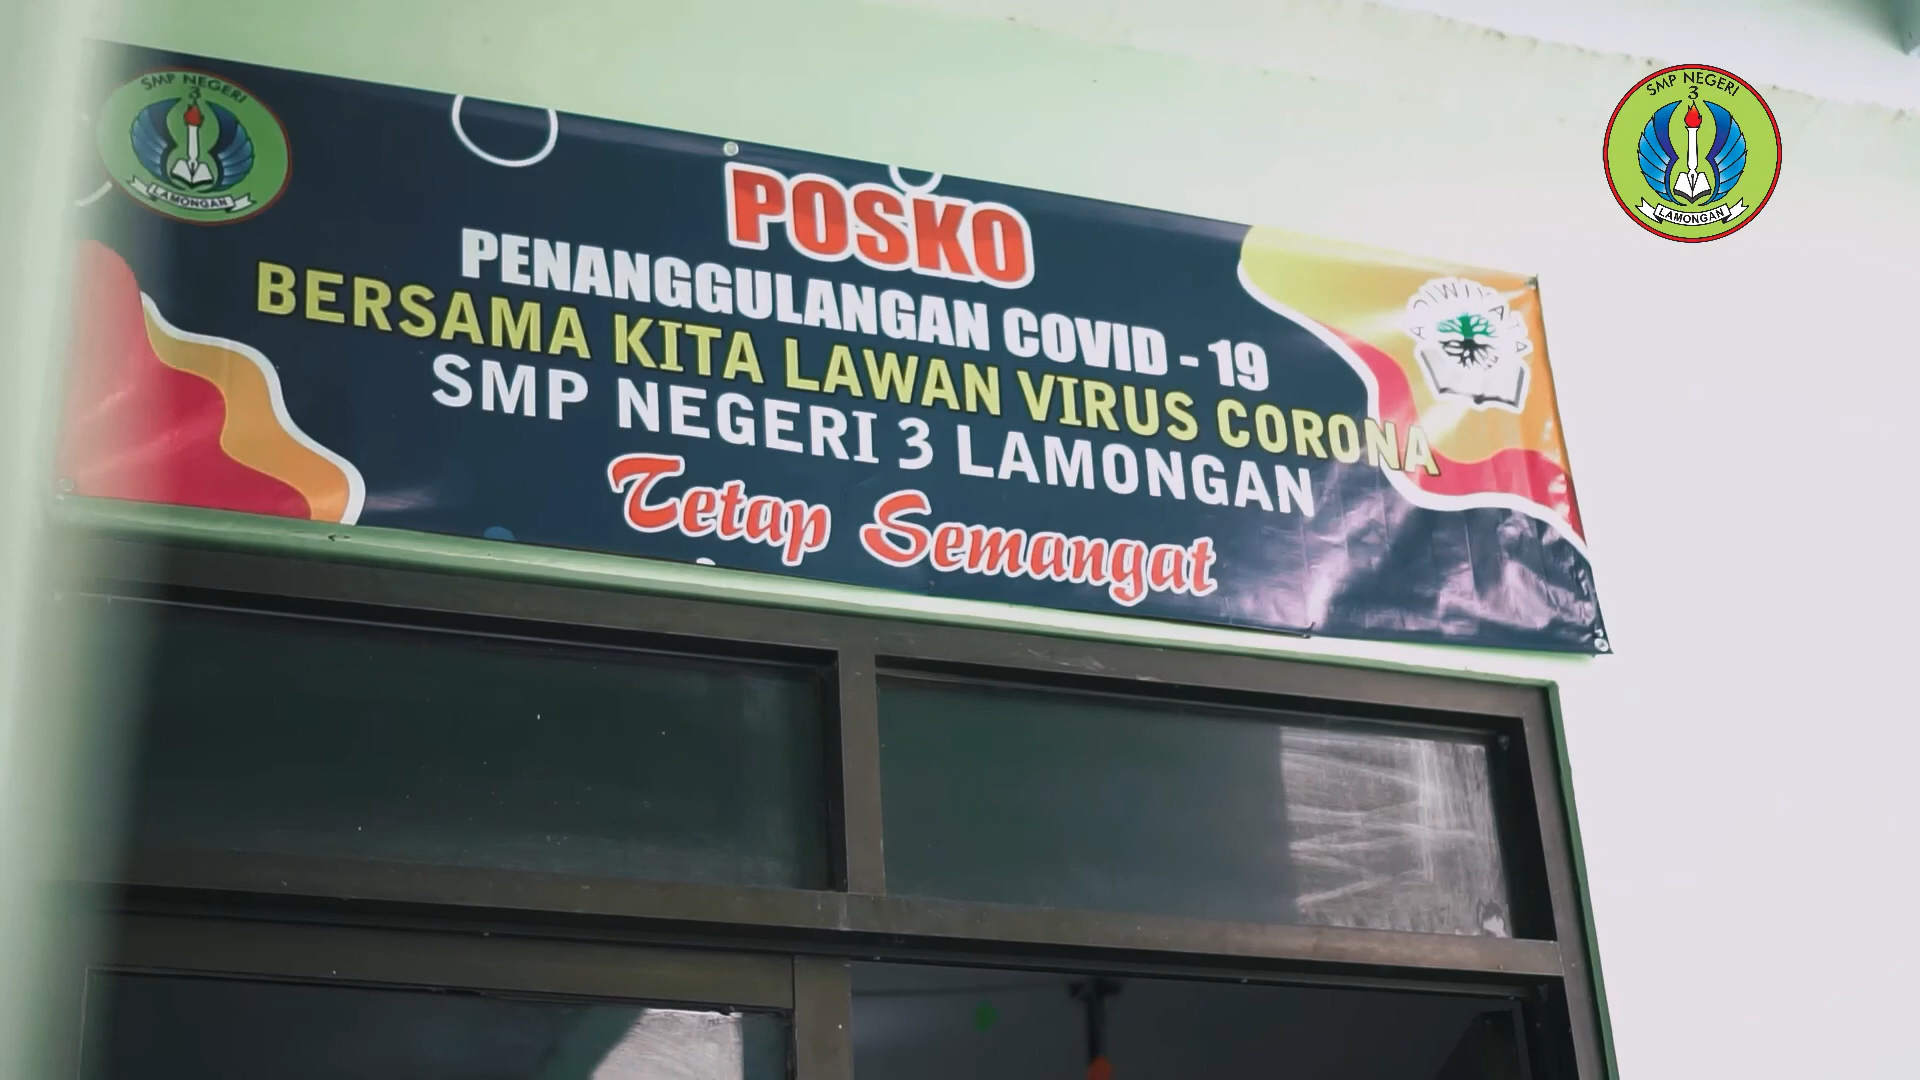 SMP NEGERI
3
LAMONGAN
POSKO
PENANGGULANGAN COVID - 19
BERSAMA KITA LAWAN VIRUS CORONA
SMP NEGERI 3 LAMONGAN
Tetap Semangat
ADIWIYATA
SMP NEGERI
3
LAMONGAN